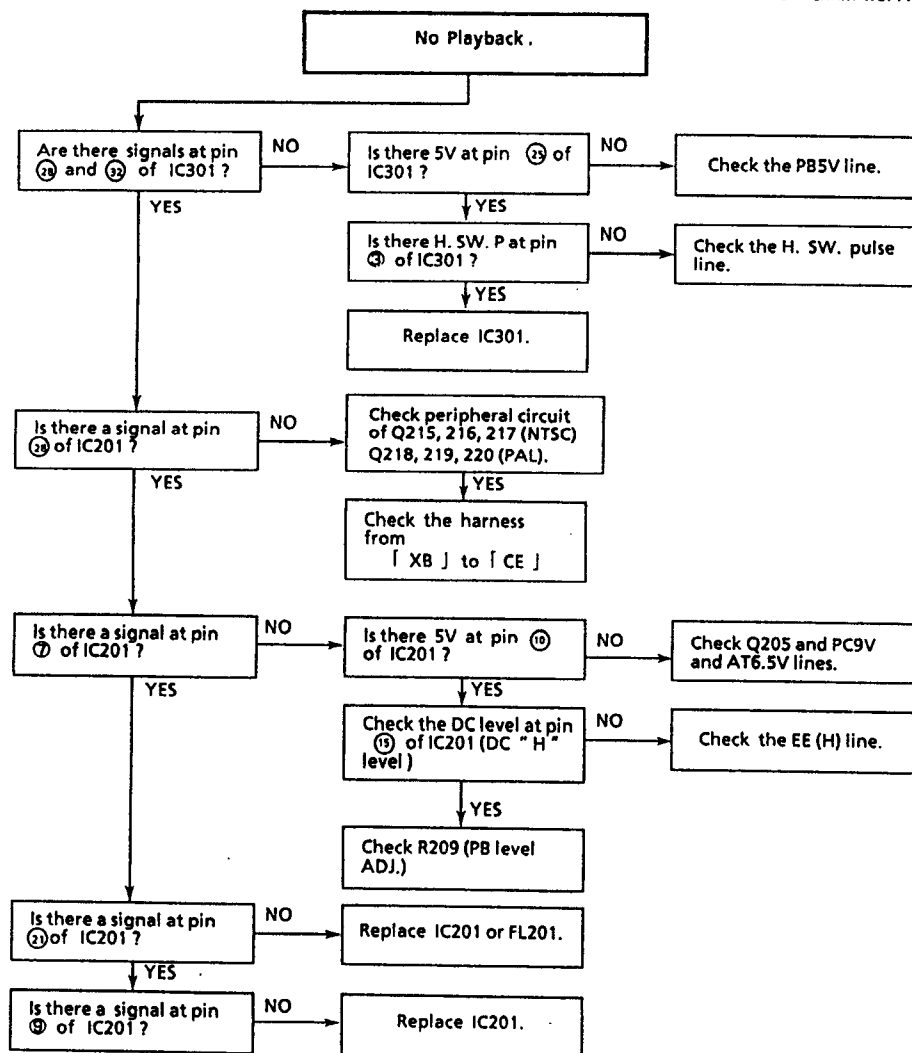 No Playback.
Are there signals at pin
㉘ and ㉜ of IC301?
NO
Is there 5V at pin ㉕ of
IC301?
NO
Check the PB5V line.
YES
YES
Is there H. SW. P at pin
③ of IC301?
NO
Check the H. SW. pulse
line.
YES
Replace IC301.
Is there a signal at pin
㉘ of IC201?
NO
Check peripheral circuit
of Q215, 216, 217 (NTSC)
Q218, 219, 220 (PAL).
YES
YES
Check the harness
from
「 XB 」 to 「 CE 」
Is there a signal at pin
⑦ of IC201?
NO
Is there 5V at pin ⑩
of IC201?
NO
Check Q205 and PC9V
and AT6.5V lines.
YES
YES
Check the DC level at pin
⑮ of IC201 (DC "H"
level)
NO
Check the EE (H) line.
YES
Check R209 (PB level
ADJ.)
Is there a signal at pin
㉑ of IC201?
NO
Replace IC201 or FL201.
YES
Is there a signal at pin
⑨ of IC201?
NO
Replace IC201.